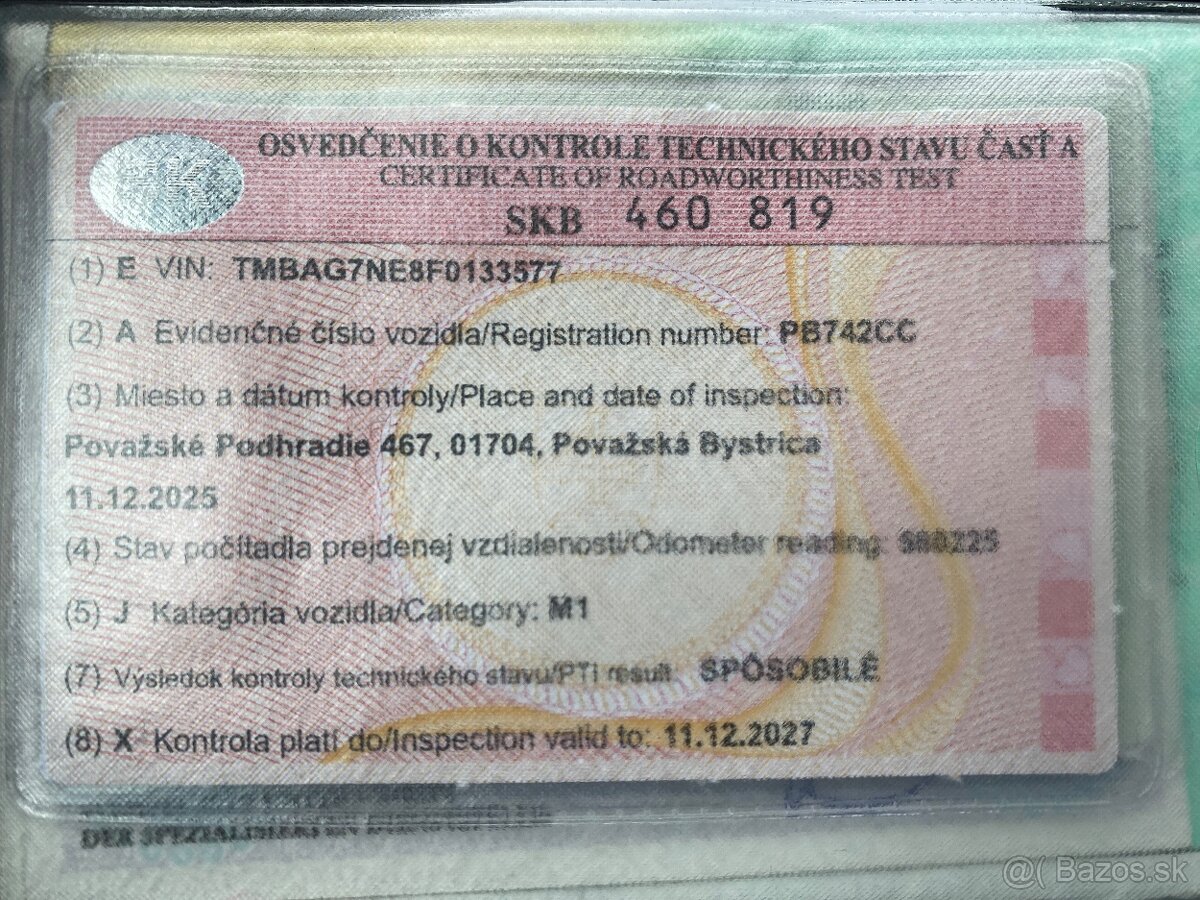 OSVEDČENIE O KONTROLE TECHNICKÉHO STAVU ČASŤ A
CERTIFICATE OF ROADWORTHINESS TEST
SKB 460 819
(1) E VIN: TMBAG7NE8F0133577
(2) A Evidenčné číslo vozidla/Registration number: PB742CC
(3) Miesto a dátum kontroly/Place and date of inspection:
Považské Podhradie 467, 01704, Považská Bystrica
11.12.2025
(4) Stav počítadla prejdenej vzdialenosti/Odometer reading:
(5) J Kategória vozidla/Category: M1
(7) Výsledok kontroly technického stavu/PTI result: SPÔSOBILÉ
(8) X Kontrola platí do/Inspection valid to: 11.12.2027
DER SPEZIALISIERTEN
@( Bazos.sk